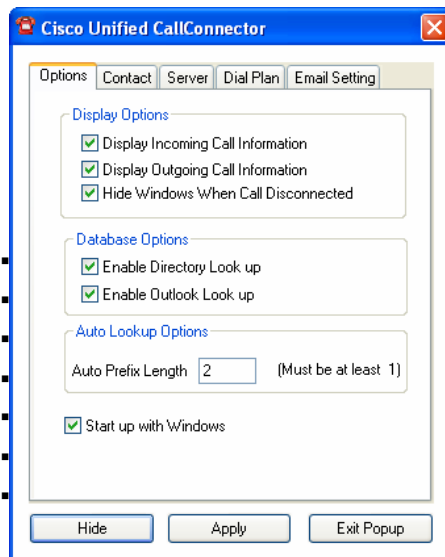 Cisco Unified CallConnector
Options Contact Server Dial Plan Email Setting
Display Options
Display Incoming Call Information
Display Outgoing Call Information
Hide Windows When Call Disconnected
Database Options
Enable Directory Look up
Enable Outlook Look up
Auto Lookup Options
Auto Prefix Length 2 (Must be at least 1)
Start up with Windows
Hide Apply Exit Popup